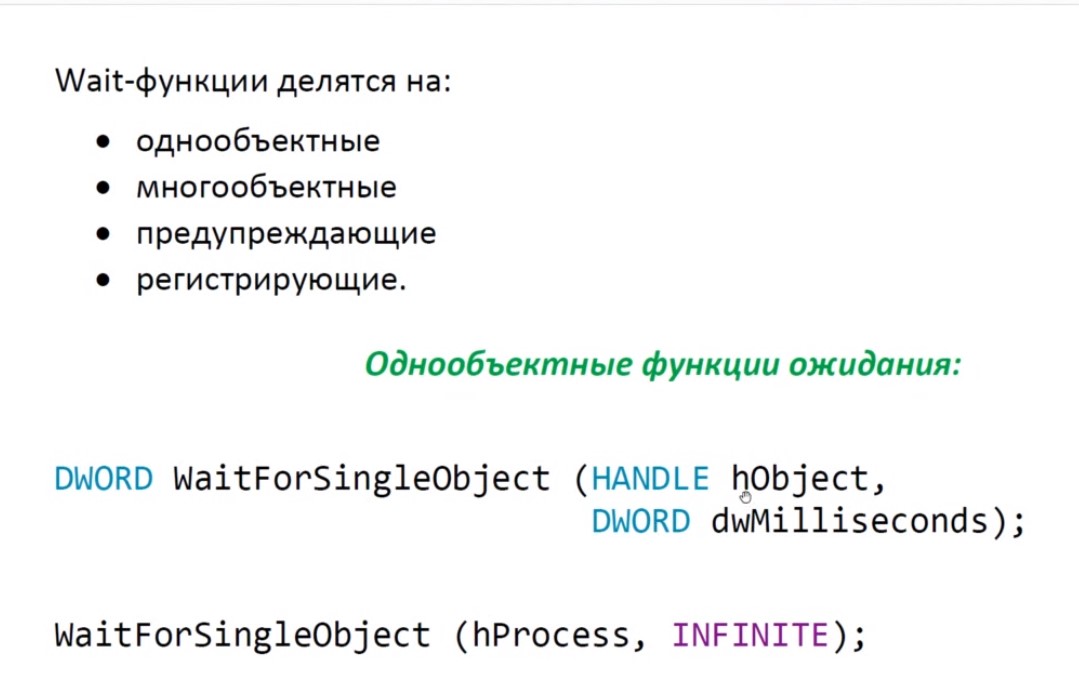 Wait-функции делятся на:
• однообъектные
• многообъектные
• предупреждающие
• регистрирующие.
Однообъектные функции ожидания:
DWORD WaitForSingleObject (HANDLE hObject,
DWORD dwMilliseconds);
WaitForSingleObject (hProcess, INFINITE);